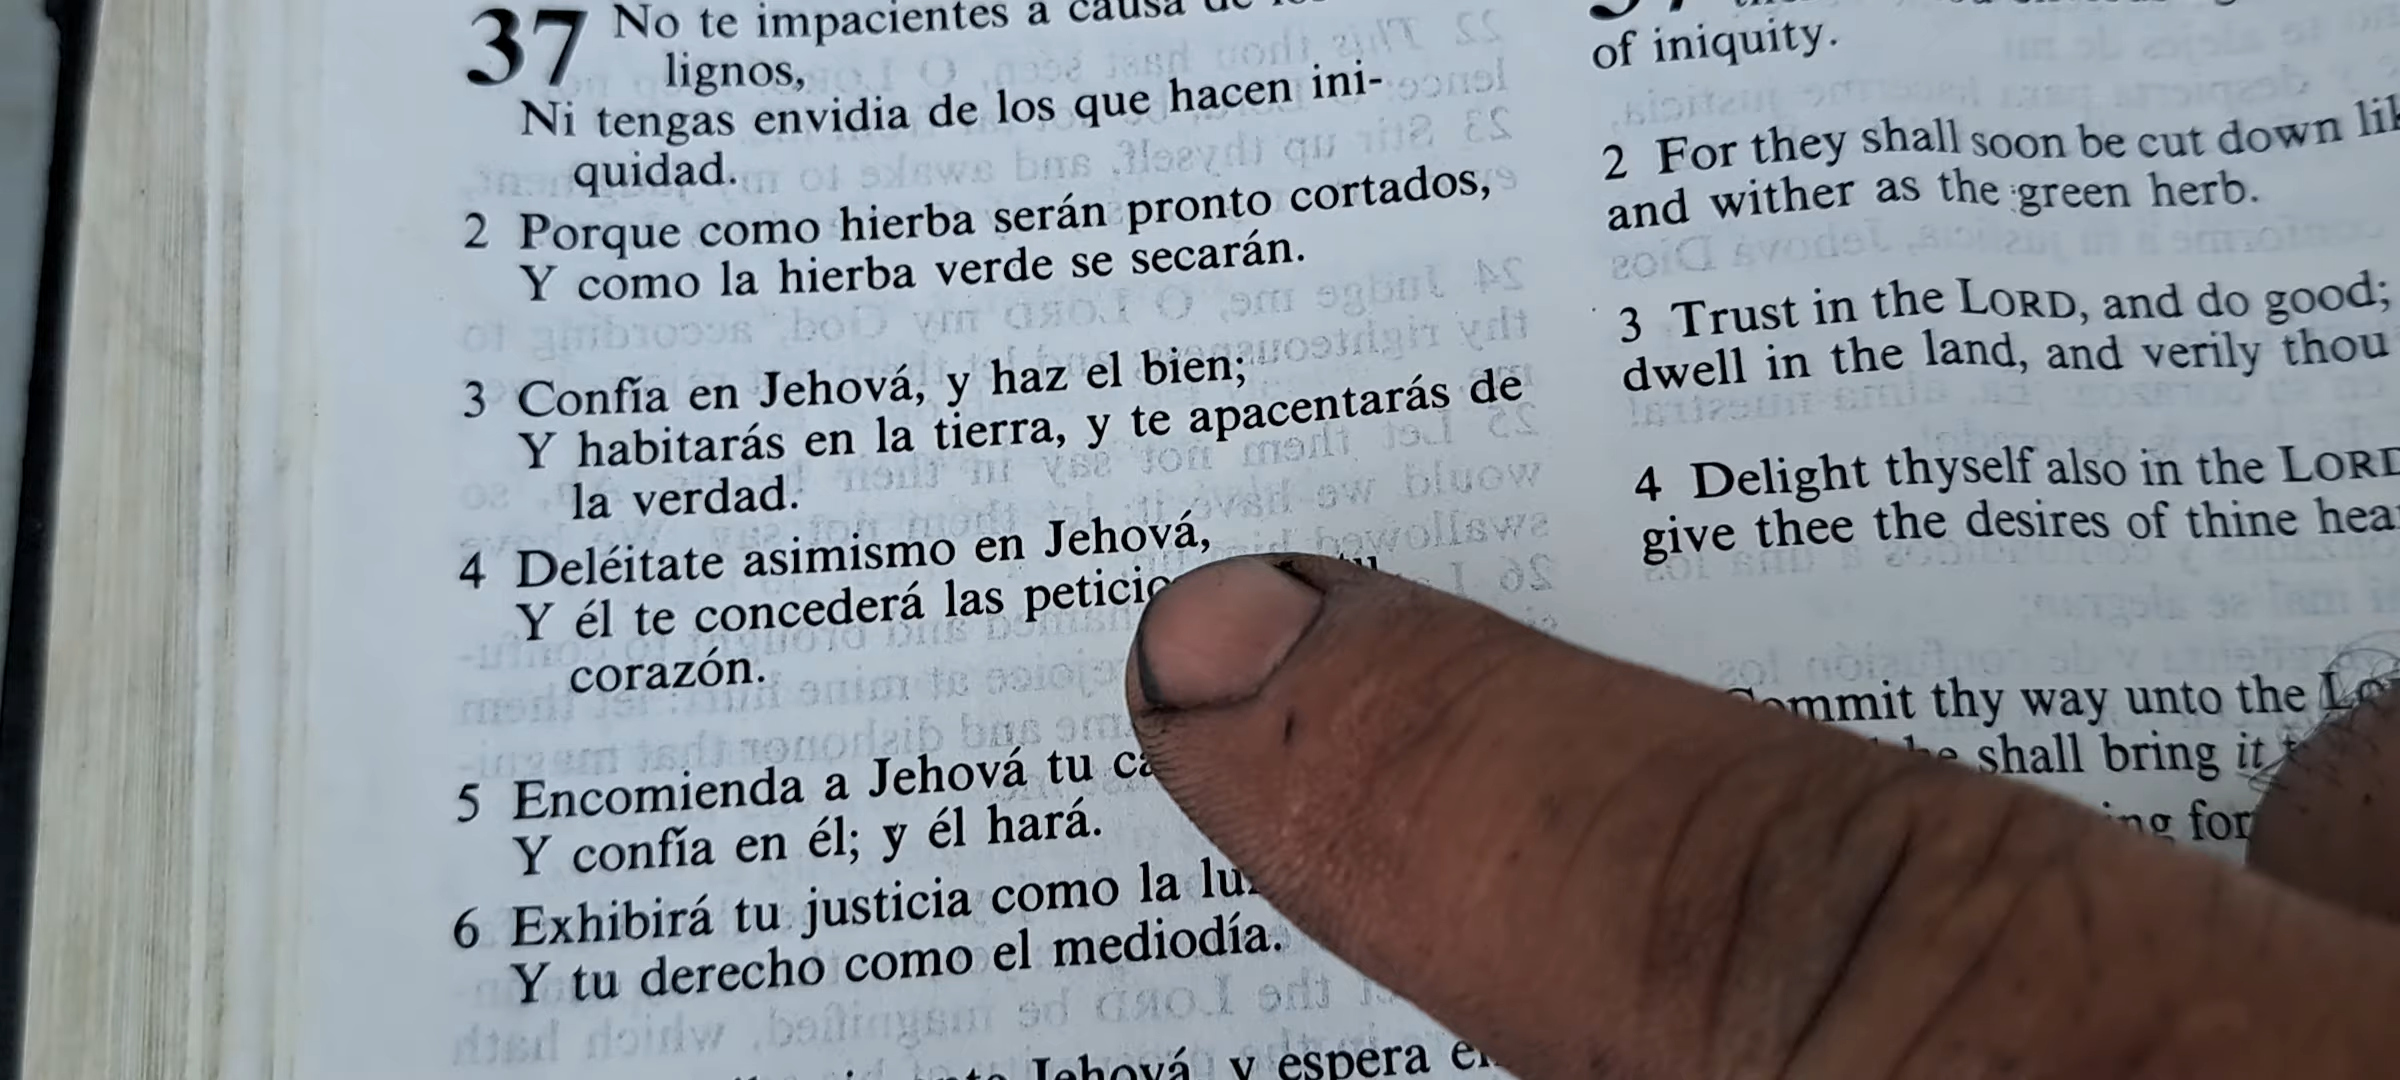 37 No te impacientes a causa
lignos,
Ni tengas envidia de los que hacen ini-
quidad.
2 Porque como hierba serán pronto cortados,
Y como la hierba verde se secarán.
3 Confía en Jehová, y haz el bien;
Y habitarás en la tierra, y te apacentarás de
la verdad.
4 Deléitate asimismo en Jehová,
Y él te concederá las
corazón.
5 Encomienda a Jehová tu
Y confía en él; y él hará.
6 Exhibirá tu justicia como la
Y tu derecho como el mediodía.
Jehová y espera
of iniquity.
2 For they shall soon be cut down
and wither as the green herb.
3 Trust in the LORD, and do good;
dwell in the land, and verily thou
4 Delight thyself also in the LORD
give thee the desires of thine
thy way unto the
shall bring it
for